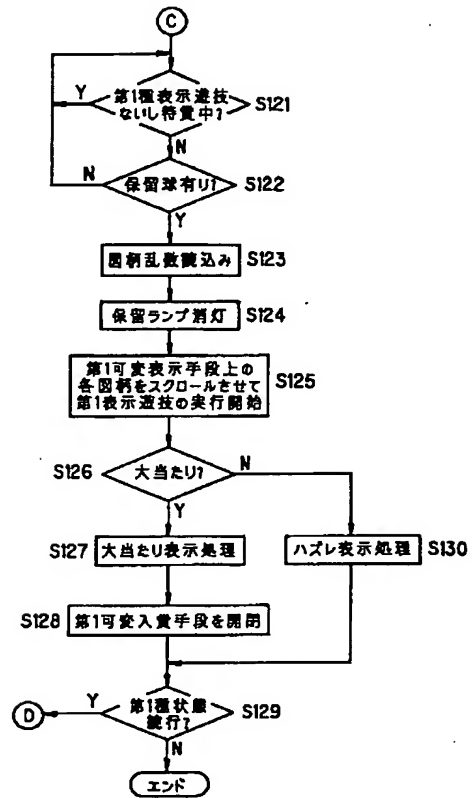 C
第1種表示遊技
ないし特賞中?
Y
S121
N
保留球有り?
N
S122
Y
図柄乱数読込み
S123
保留ランプ消灯
S124
第1可変表示手段上の
各図柄をスクロールさせて
第1表示遊技の実行開始
S125
S126
大当たり?
N
Y
S127
大当たり表示処理
ハズレ表示処理
S130
S128
第1可変入賞手段を開閉
D
Y
第1種状態
続行?
S129
N
エンド